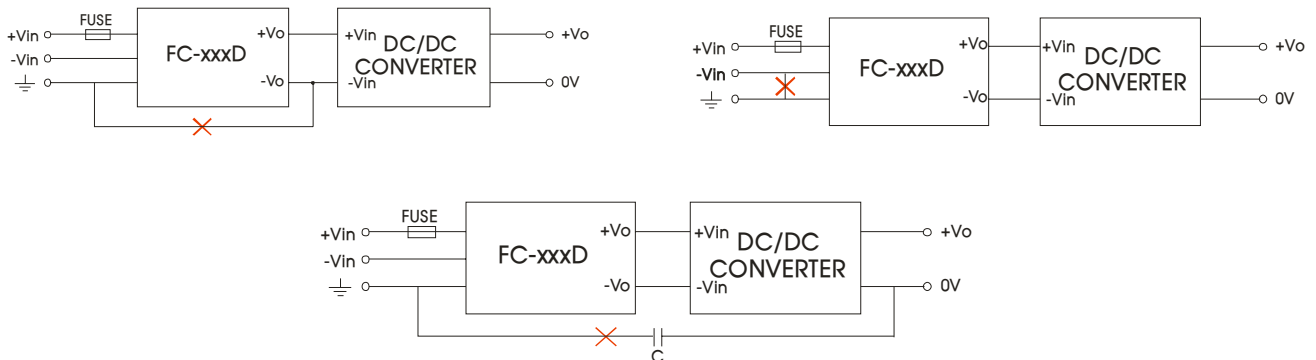 FUSE
+Vin
-Vin
FC-xxxD
+Vo
-Vo
+Vin
-Vin
DC/DC
CONVERTER
+Vo
0V
FUSE
+Vin
-Vin
FC-xxxD
+Vo
-Vo
+Vin
-Vin
DC/DC
CONVERTER
+Vo
0V
FUSE
+Vin
-Vin
FC-xxxD
+Vo
-Vo
+Vin
-Vin
DC/DC
CONVERTER
+Vo
0V
C